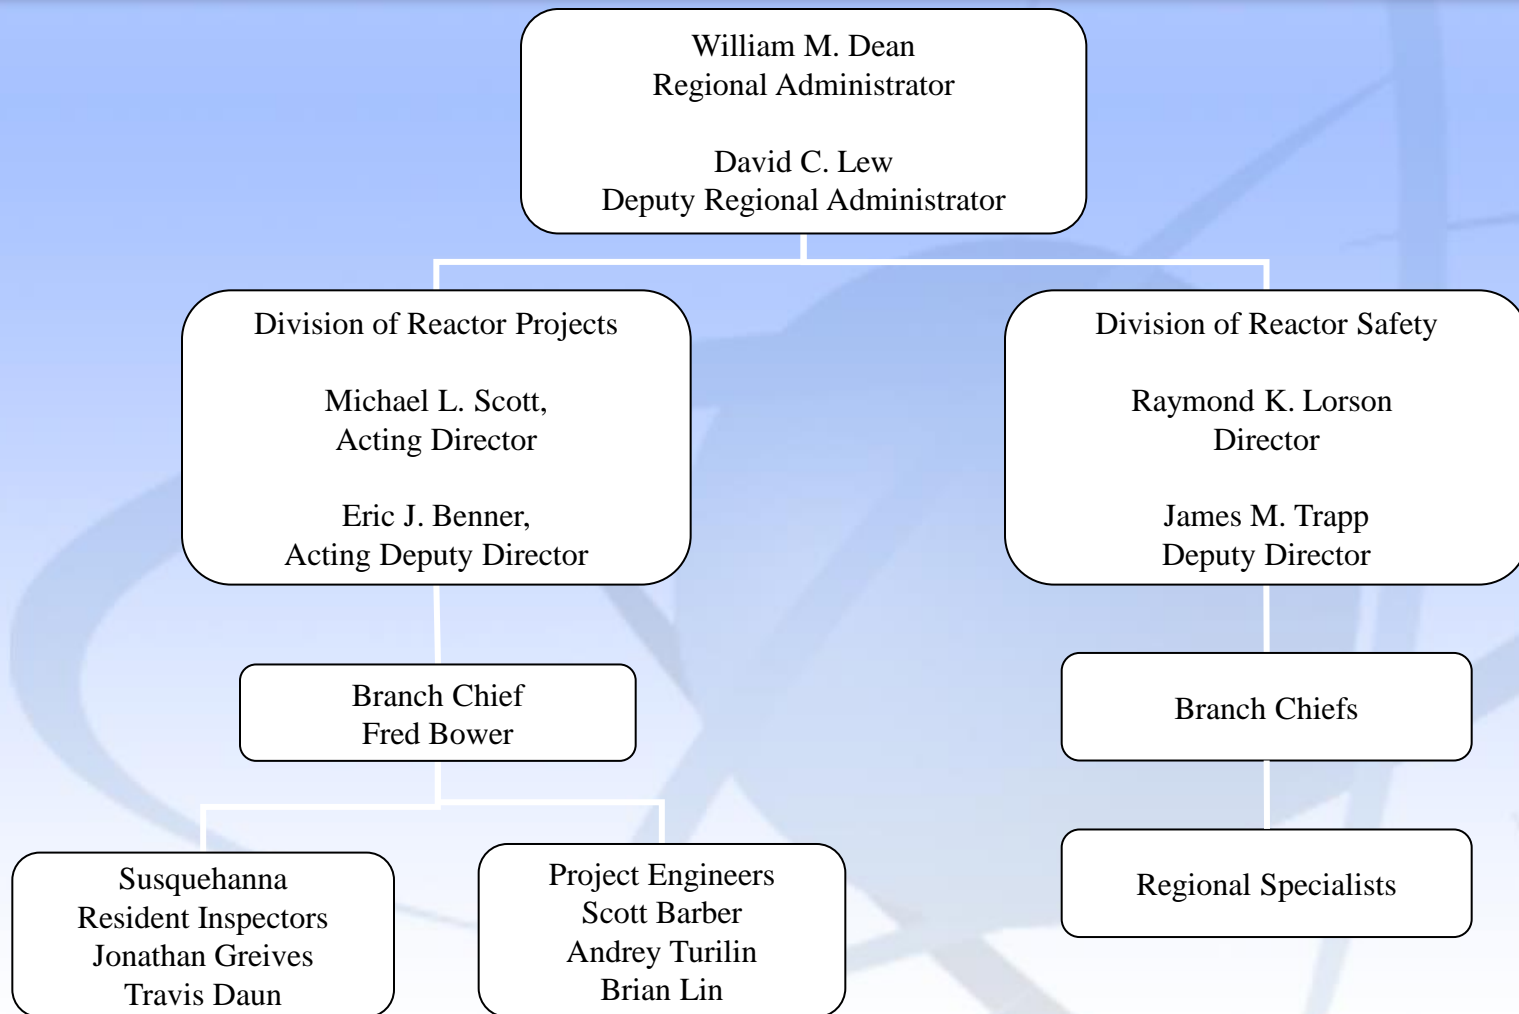 William M. Dean
Regional Administrator
David C. Lew
Deputy Regional Administrator
Division of Reactor Projects
Michael L. Scott,
Acting Director
Eric J. Benner,
Acting Deputy Director
Division of Reactor Safety
Raymond K. Lorson
Director
James M. Trapp
Deputy Director
Branch Chief
Fred Bower
Branch Chiefs
Susquehanna
Resident Inspectors
Jonathan Greives
Travis Daun
Project Engineers
Scott Barber
Andrey Turilin
Brian Lin
Regional Specialists